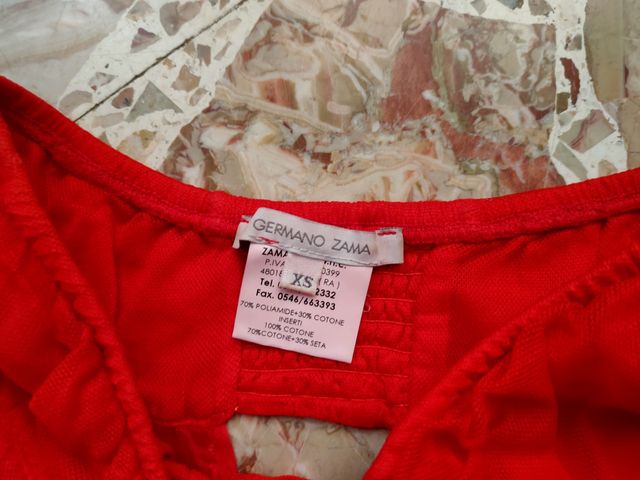 GERMANO ZAMA
ZAMA
P.IVA 0399
XS
( RA )
Tel. 2332
Fax. 0546/663393
70% POLIAMIDE+30% COTONE
INSERTI
100% COTONE
70%COTONE+30% SETA